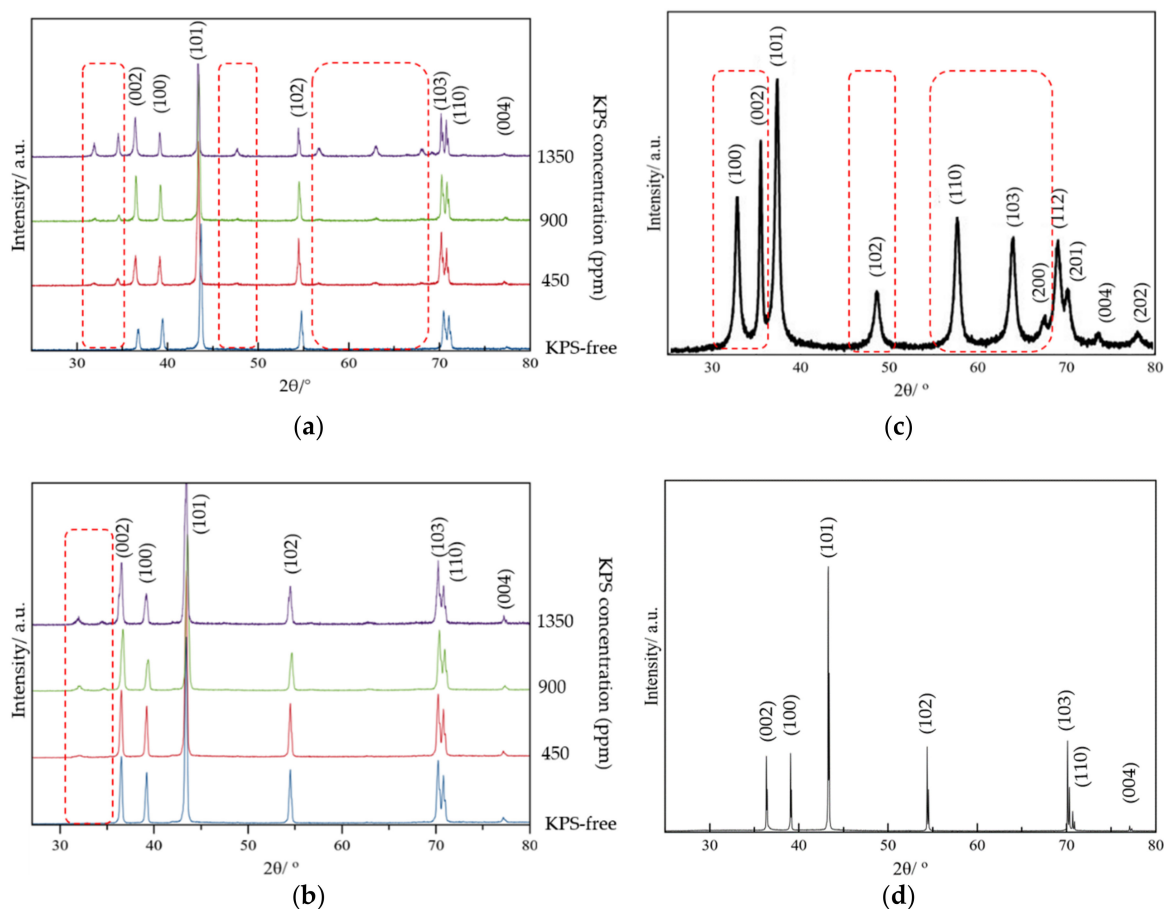 (101)
(002)
(100)
(102)
(103)
(110)
(004)
1350
900
450
KPS-free
KPS concentration (ppm)
Intensity/ a.u.
30 40 50 60 70 80
2θ/°
(a)
(100)
(002)
(101)
(102)
(110)
(103)
(200)
(112)
(201)
(004)
(202)
Intensity/ a.u.
30 40 50 60 70 80
2θ/ º
(c)
(002)
(100)
(101)
(102)
(103)
(110)
(004)
1350
900
450
KPS-free
KPS concentration (ppm)
Intensity/ a.u.
30 40 50 60 70 80
2θ/ º
(b)
(002)
(100)
(101)
(102)
(103)
(110)
(004)
Intensity/ a.u.
30 40 50 60 70 80
2θ/ º
(d)